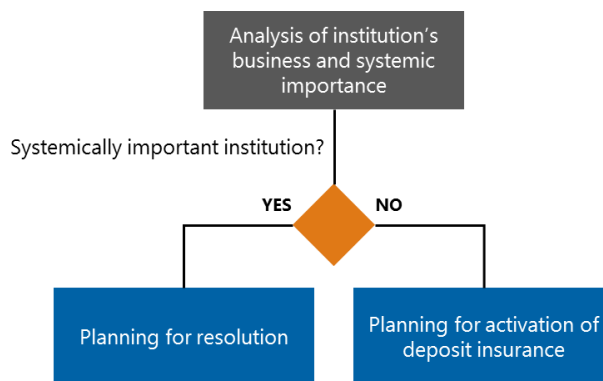 Analysis of institution's
business and systemic
importance
Systemically important institution?
YES
NO
Planning for resolution
Planning for activation of
deposit insurance